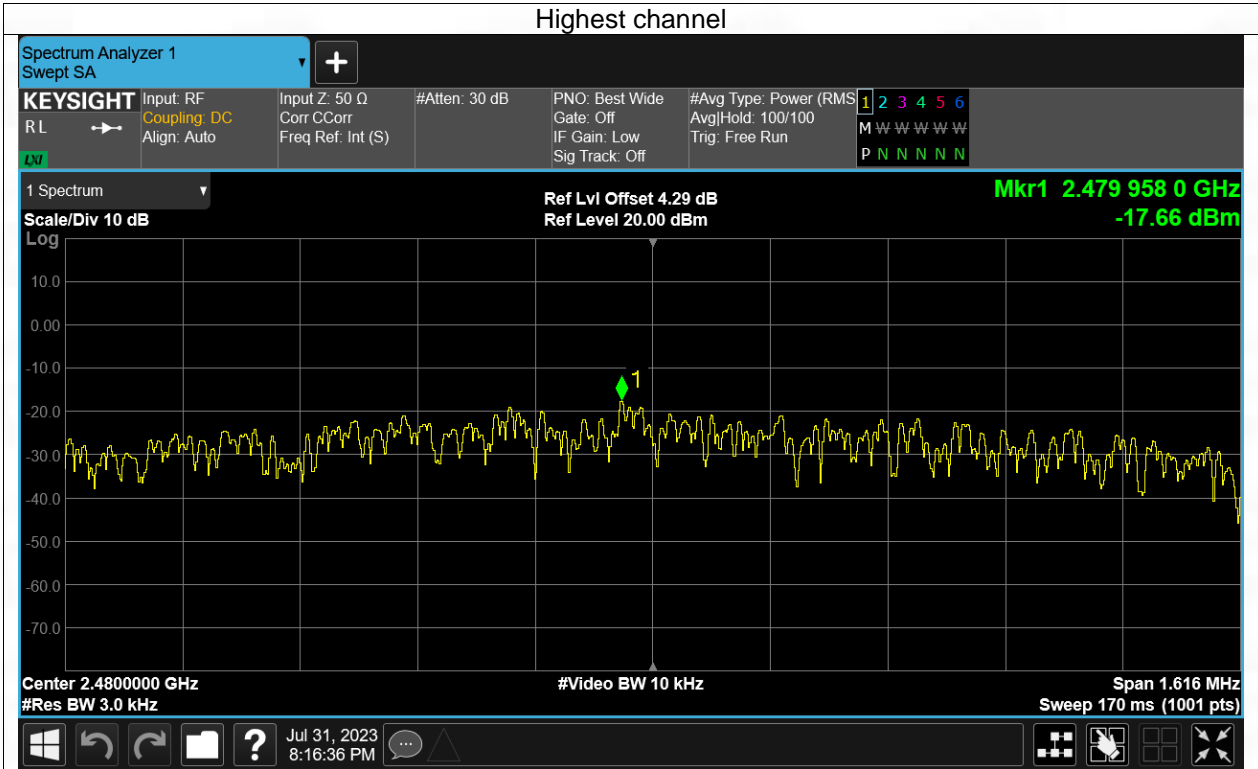 Highest channel
Spectrum Analyzer 1
Swept SA
KEYSIGHT
R L
LXI
Input: RF
Coupling: DC
Align: Auto
Input Z: 50 Ω
Corr CCorr
Freq Ref: Int (S)
#Atten: 30 dB
PNO: Best Wide
Gate: Off
IF Gain: Low
Sig Track: Off
#Avg Type: Power (RMS
Avg|Hold: 100/100
Trig: Free Run
1 2 3 4 5 6
M W W W W W
P N N N N N
1 Spectrum
Scale/Div 10 dB
Log
Ref Lvl Offset 4.29 dB
Ref Level 20.00 dBm
Mkr1 2.479 958 0 GHz
-17.66 dBm
10.0
0.00
-10.0
1
-20.0
-30.0
-40.0
-50.0
-60.0
-70.0
Center 2.4800000 GHz
#Res BW 3.0 kHz
#Video BW 10 kHz
Span 1.616 MHz
Sweep 170 ms (1001 pts)
?
Jul 31, 2023
8:16:36 PM